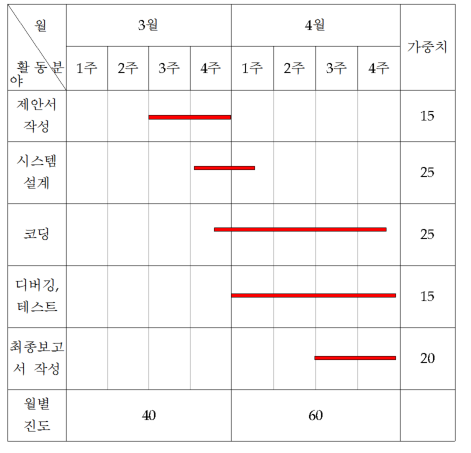 월 3월 4월 가중치
활동분야 1주 2주 3주 4주 1주 2주 3주 4주
제안서
작성 15
시스템
설계 25
코딩 25
디버깅,
테스트 15
최종보고
서 작성 20
월별
진도 40 60